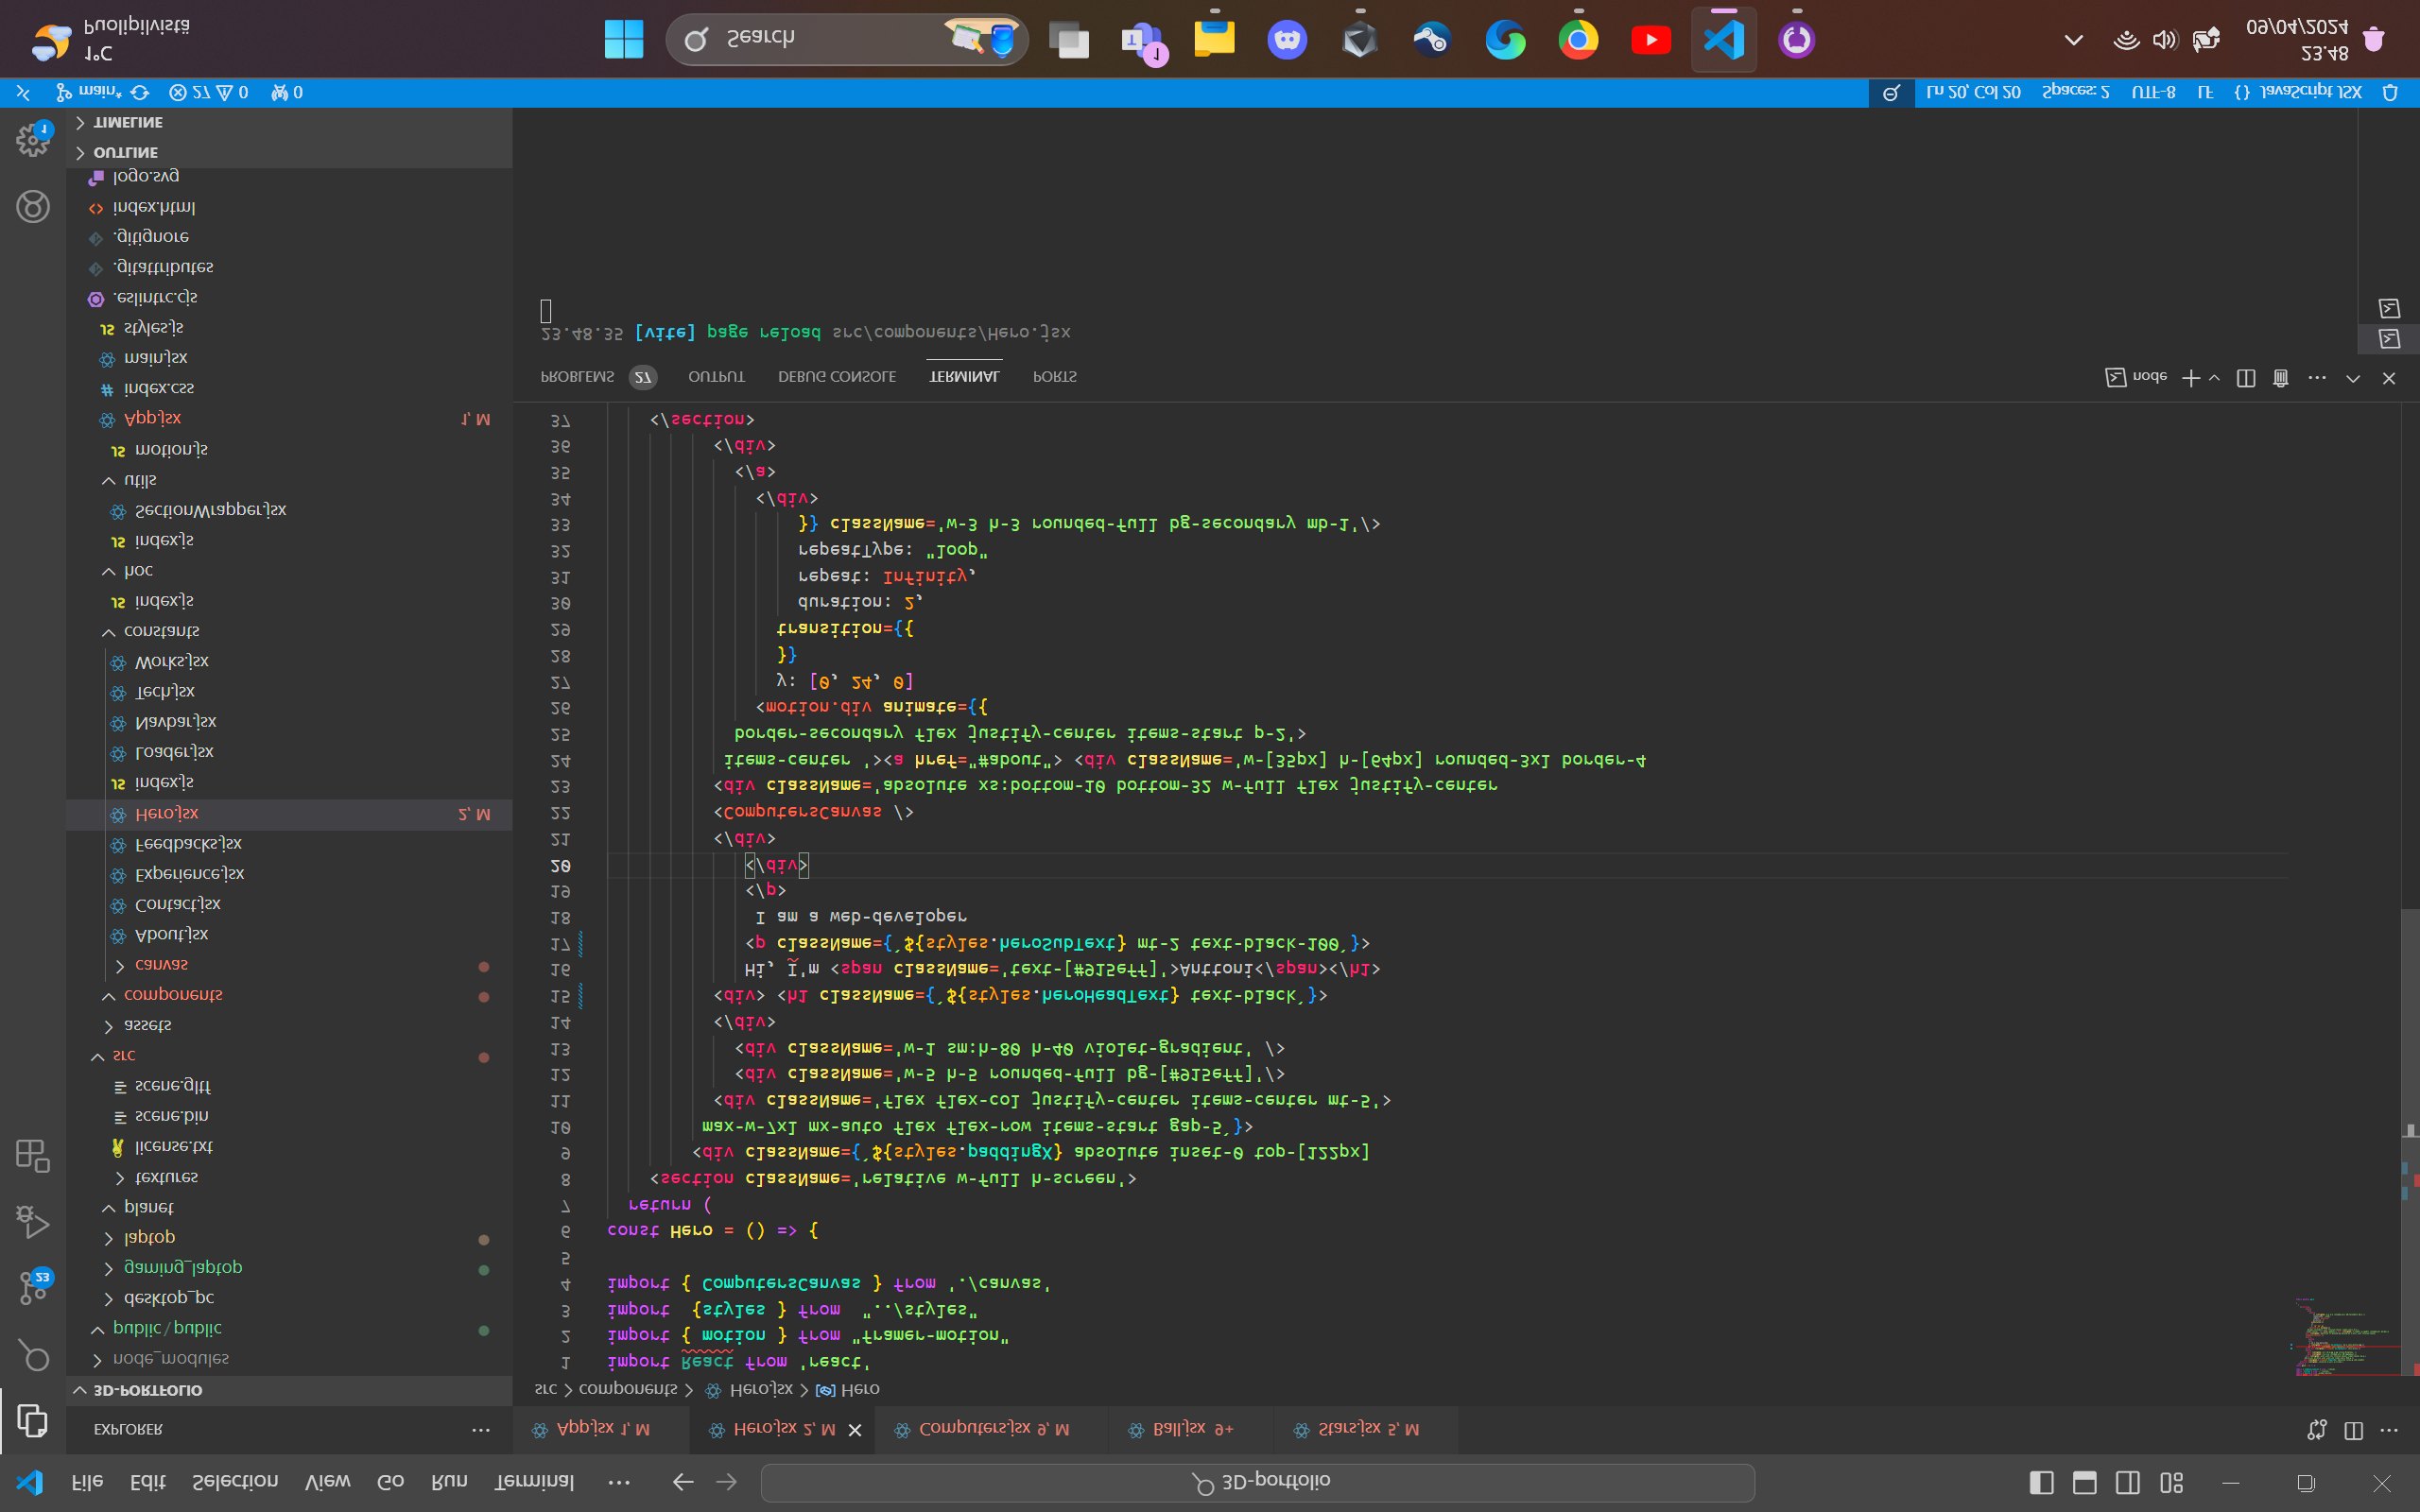 File Edit Selection View Go Run Terminal ··· 3D-portfolio
EXPLORER ···
3D-PORTFOLIO
node_modules
public / public
desktop_pc
gaming_laptop
laptop
planet
textures
license.txt
scene.bin
scene.gltf
src
assets
components
canvas
About.jsx
Contact.jsx
Experience.jsx
Feedbacks.jsx
Hero.jsx 2, M
index.js
Loader.jsx
Navbar.jsx
Tech.jsx
Works.jsx
constants
index.js
hoc
index.js
SectionWrapper.jsx
utils
motion.js
App.jsx 1, M
index.css
main.jsx
styles.js
.eslintrc.cjs
.gitattributes
.gitignore
index.html
logo.svg
OUTLINE
TIMELINE
23
1
App.jsx 1, M Hero.jsx 2, M Computers.jsx 9, M Ball.jsx 9+ Stars.jsx 5, M
src > components > Hero.jsx > Hero
1 import React from 'react'
2 import { motion } from "framer-motion"
3 import  {styles } from  "../styles"
4 import { ComputersCanvas } from './canvas'
5
6 const Hero = () => {
7 return (
8 <section className='relative w-full h-screen'>
9 <div className={`${styles.paddingX} absolute inset-0 top-[122px]
10 max-w-7xl mx-auto flex flex-row items-start gap-5`}>
11 <div className='flex flex-col justify-center items-center mt-5'>
12 <div className='w-5 h-5 rounded-full bg-[#915eff]'/>
13 <div className='w-1 sm:h-80 h-40 violet-gradient' />
14 </div>
15 <div> <h1 className={`${styles.heroHeadText} text-black`}>
16 Hi, I'm <span className='text-[#915eff]'>Anttoni</span></h1>
17 <p className={`${styles.heroSubText} mt-2 text-black-100`}>
18 I am a web-developer
19 </p>
20 </div>
21 </div>
22 <ComputersCanvas />
23 <div className='absolute xs:bottom-10 bottom-32 w-full flex justify-center
24 items-center '><a href="#about"> <div className='w-[35px] h-[64px] rounded-3xl border-4
25 border-secondary flex justify-center items-start p-2'>
26 <motion.div animate={{
27 y: [0, 24, 0]
28 }}
29 transition={{
30 duration: 2,
31 repeat: Infinity,
32 repeatType: "loop"
33 }} className='w-3 h-3 rounded-full bg-secondary mb-1'/>
34 </div>
35 </a>
36 </div>
37 </section>
PROBLEMS 27 OUTPUT DEBUG CONSOLE TERMINAL PORTS node
23.48.35 [vite] page reload src/components/Hero.jsx
main* 27 0 0 Ln 20, Col 20 Spaces: 2 UTF-8 LF {} JavaScript JSX
1°C
Puolipilvistä
Search
1
23.48
09/04/2024